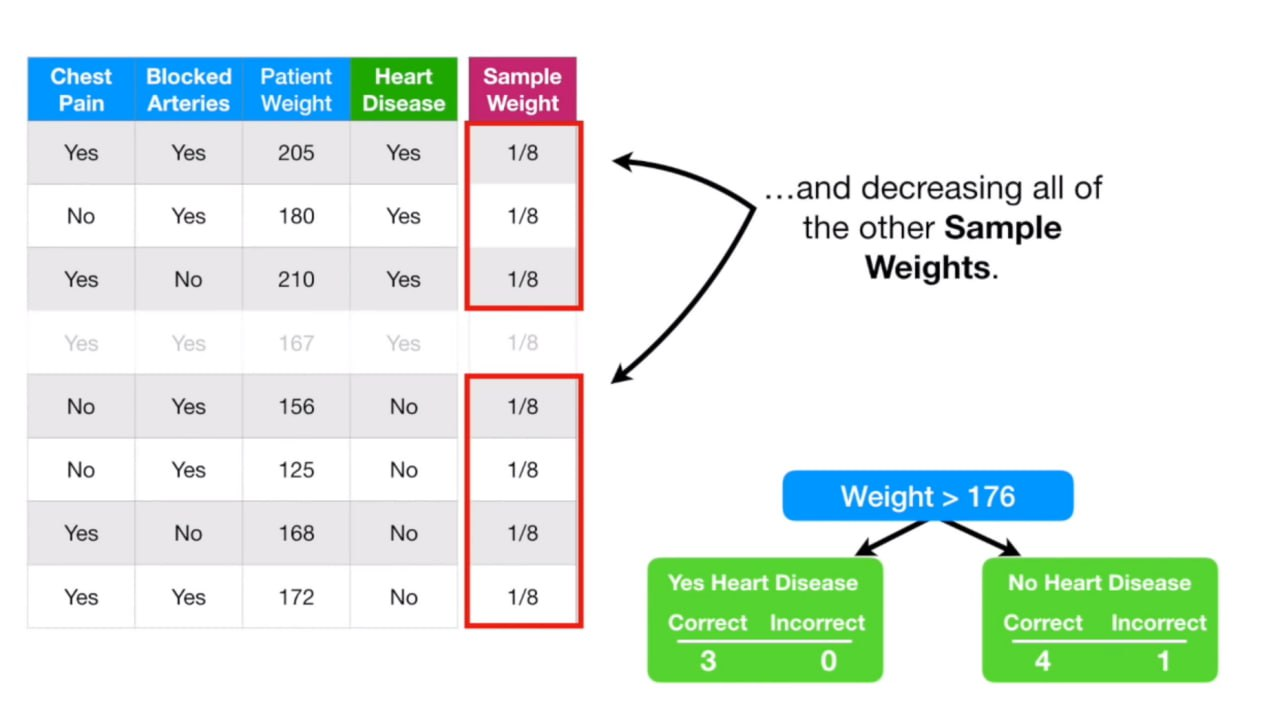 Chest Pain Blocked Arteries Patient Weight Heart Disease Sample Weight
Yes Yes 205 Yes 1/8
No Yes 180 Yes 1/8
Yes No 210 Yes 1/8
Yes Yes 167 Yes 1/8
No Yes 156 No 1/8
No Yes 125 No 1/8
Yes No 168 No 1/8
Yes Yes 172 No 1/8
…and decreasing all of
the other Sample
Weights.
Weight > 176
Yes Heart Disease
Correct Incorrect
3 0
No Heart Disease
Correct Incorrect
4 1